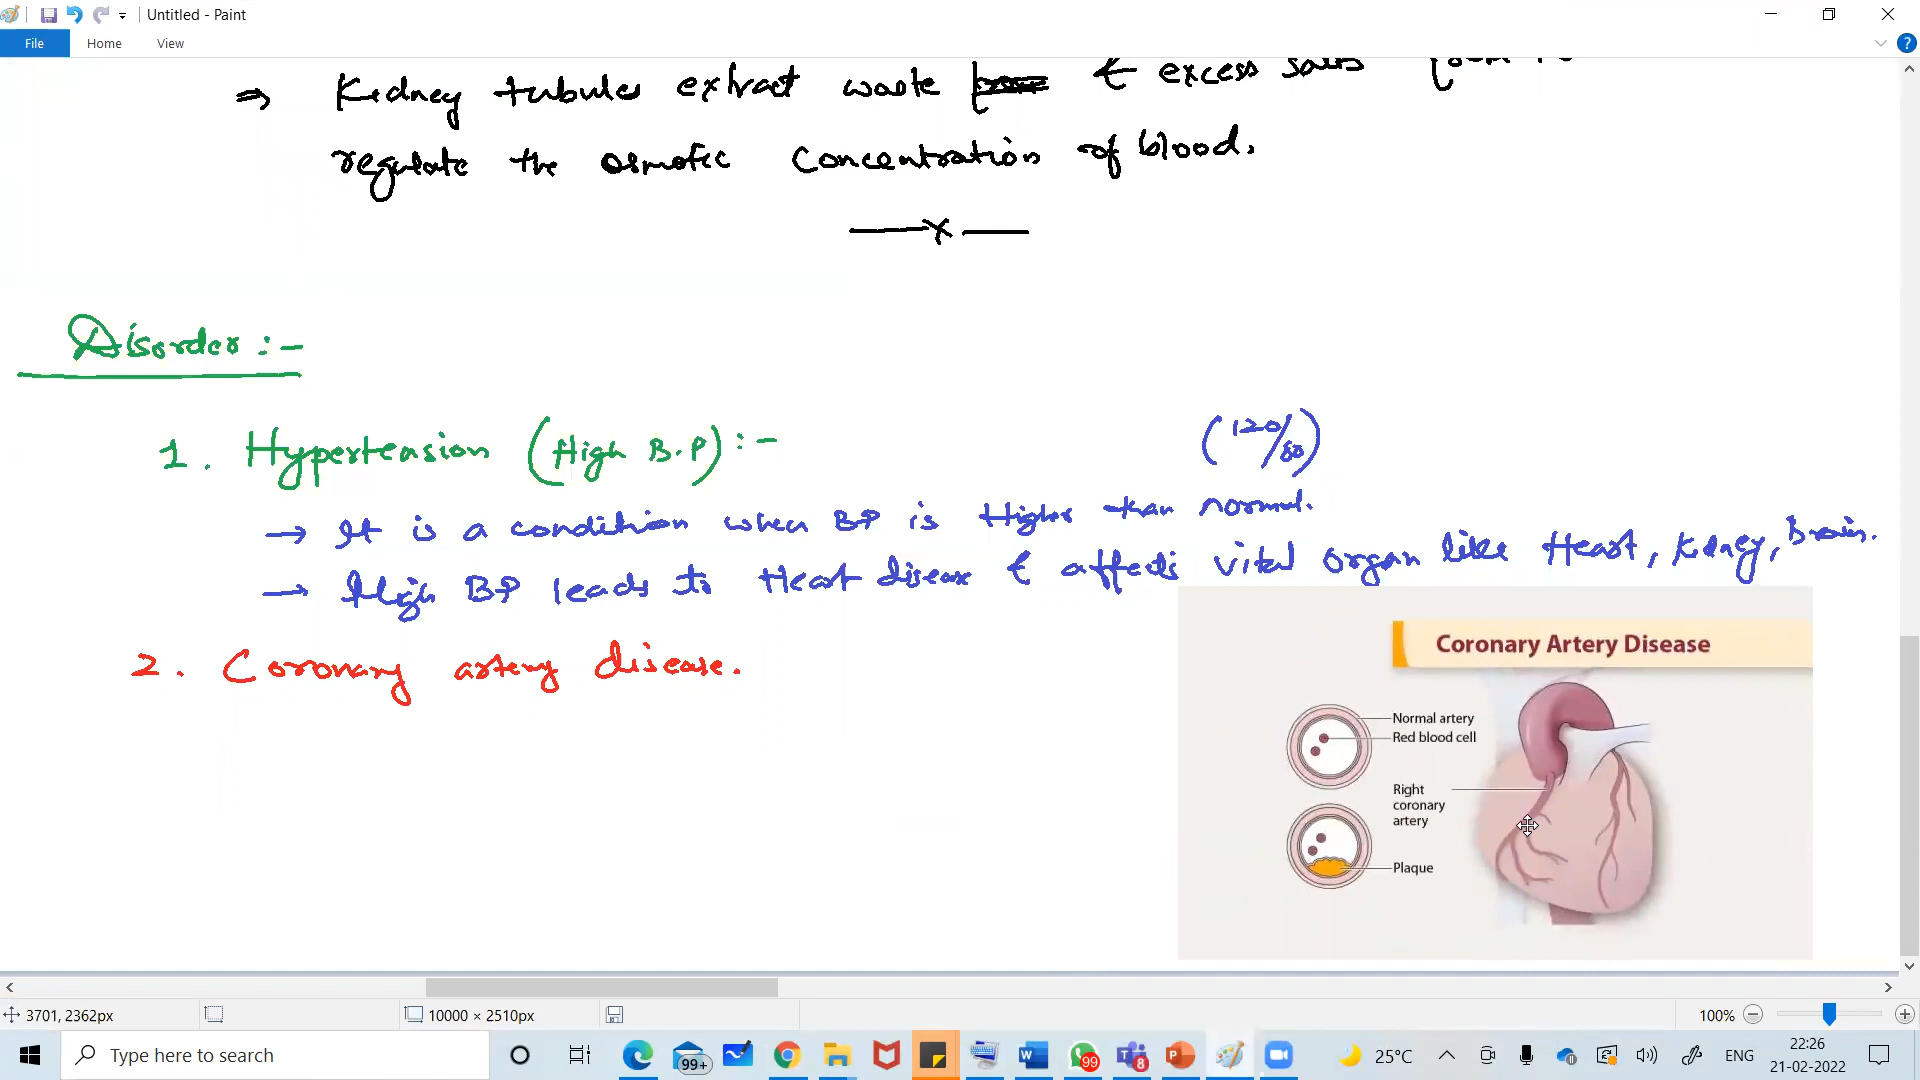 Untitled - Paint
File Home View
⇒ Kidney tubules extract waste & excess salts
regulate the osmotic concentration of blood.
—x—
Disorder :-
1. Hypertension (High B.P) :-
(120/80)
→ It is a condition when BP is Higher than normal.
→ High BP leads to Heart disease & affects vital organ like Heart, Kidney, Brain.
2. Coronary artery disease.
Coronary Artery Disease
Normal artery
Red blood cell
Right
coronary
artery
Plaque
3701, 2362px
10000 × 2510px
100%
Type here to search
99+
99
8
25°C
ENG
22:26
21-02-2022